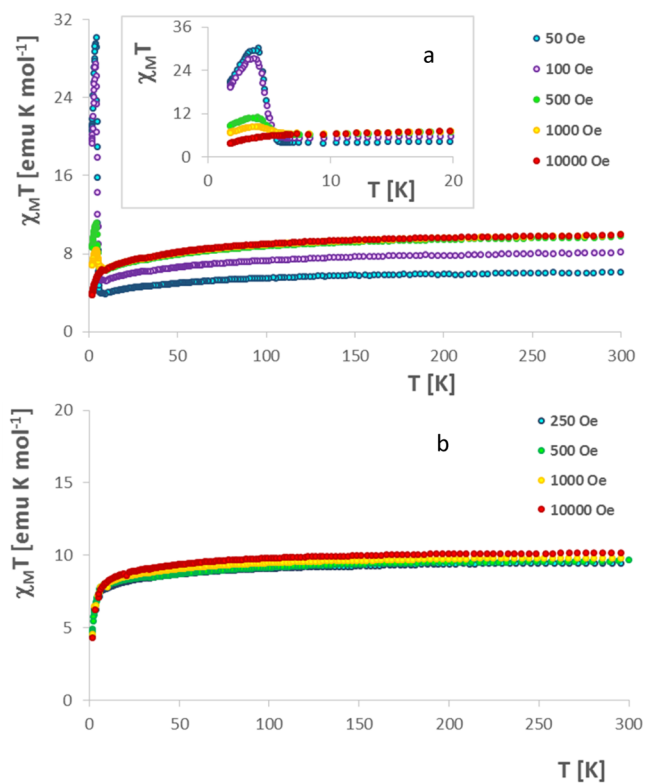 32
24
16
8
0
χMT [emu K mol-1]
0 50 100 150 200 250 300
T [K]
a
36
24
12
0
χMT
0 10 20
T [K]
50 Oe
100 Oe
500 Oe
1000 Oe
10000 Oe
20
15
10
5
0
χMT [emu K mol-1]
0 50 100 150 200 250 300
T [K]
b
250 Oe
500 Oe
1000 Oe
10000 Oe